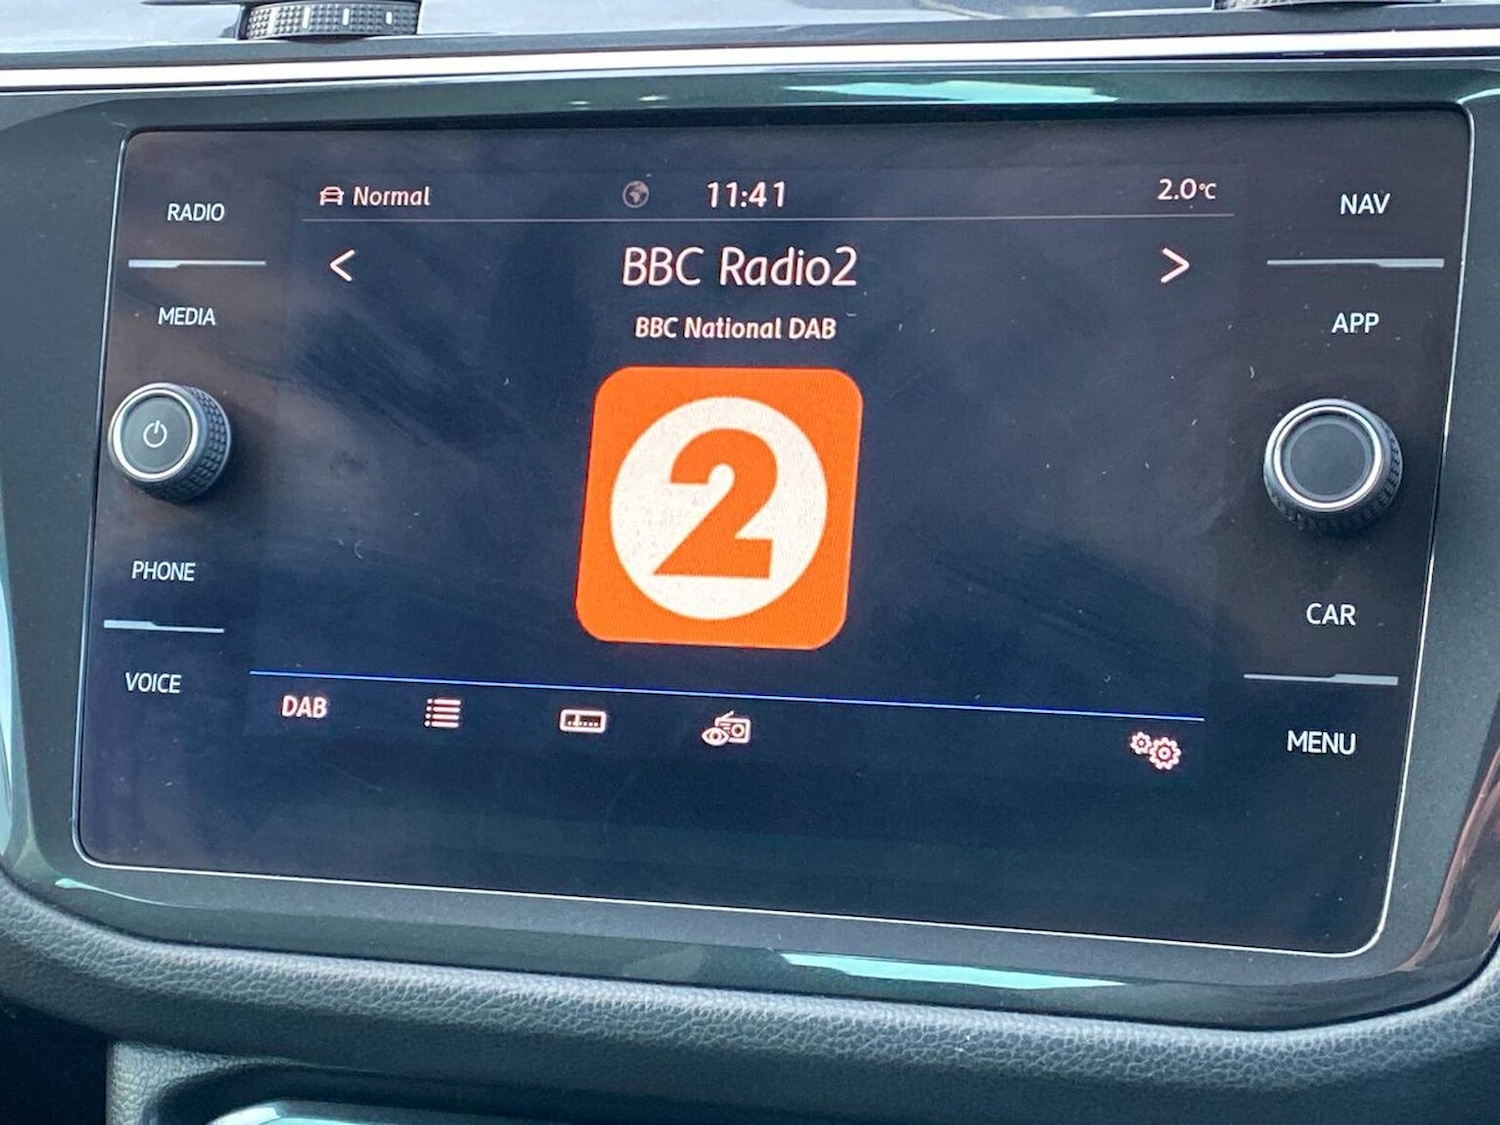 Normal
11:41
2.0°C
RADIO
NAV
BBC Radio2
MEDIA
BBC National DAB
APP
2
PHONE
CAR
VOICE
DAB
MENU